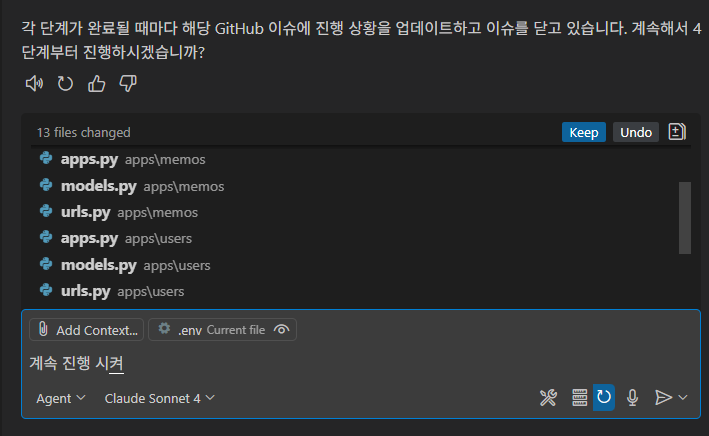 각 단계가 완료될 때마다 해당 GitHub 이슈에 진행 상황을 업데이트하고 이슈를 닫고 있습니다. 계속해서 4
단계부터 진행하시겠습니까?
13 files changed
Keep
Undo
apps.py apps\memos
models.py apps\memos
urls.py apps\memos
apps.py apps\users
models.py apps\users
urls.py apps\users
Add Context...
.env Current file
계속 진행 시켜
Agent
Claude Sonnet 4